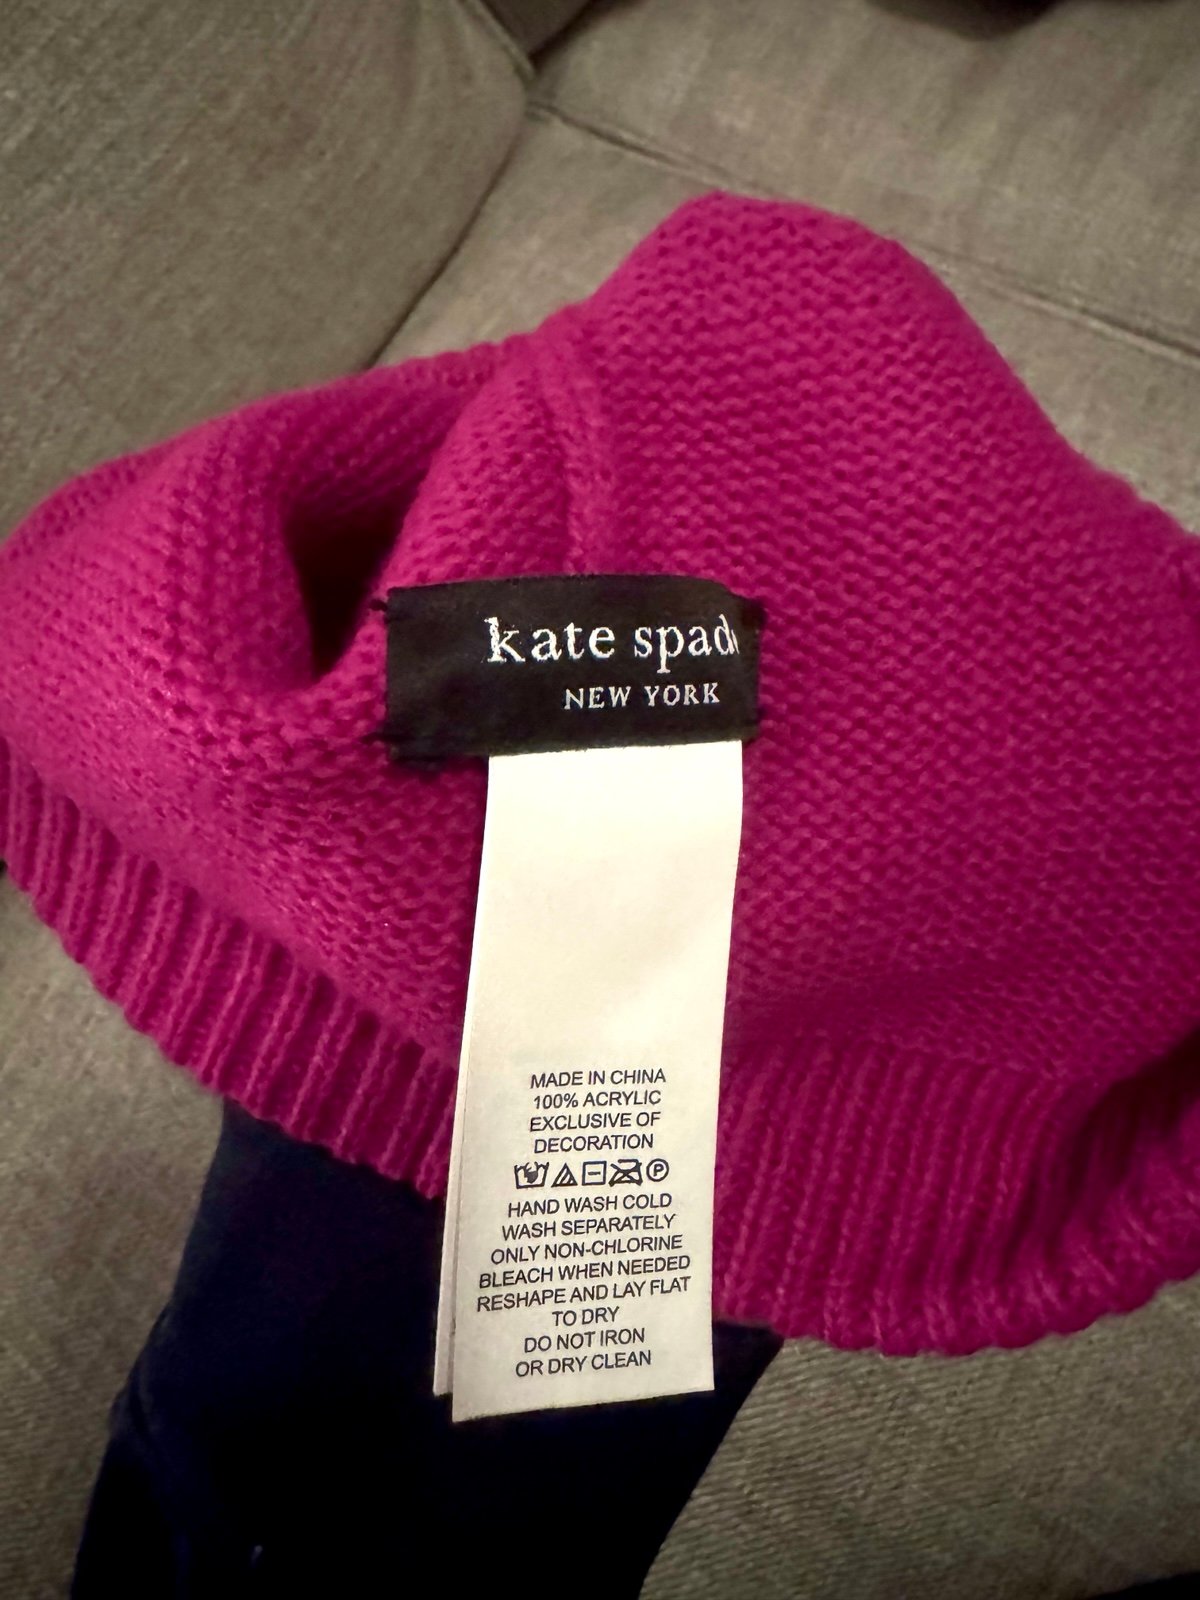 kate spad
NEW YORK
MADE IN CHINA
100% ACRYLIC
EXCLUSIVE OF
DECORATION
HAND WASH COLD
WASH SEPARATELY
ONLY NON-CHLORINE
BLEACH WHEN NEEDED
RESHAPE AND LAY FLAT
TO DRY
DO NOT IRON
OR DRY CLEAN